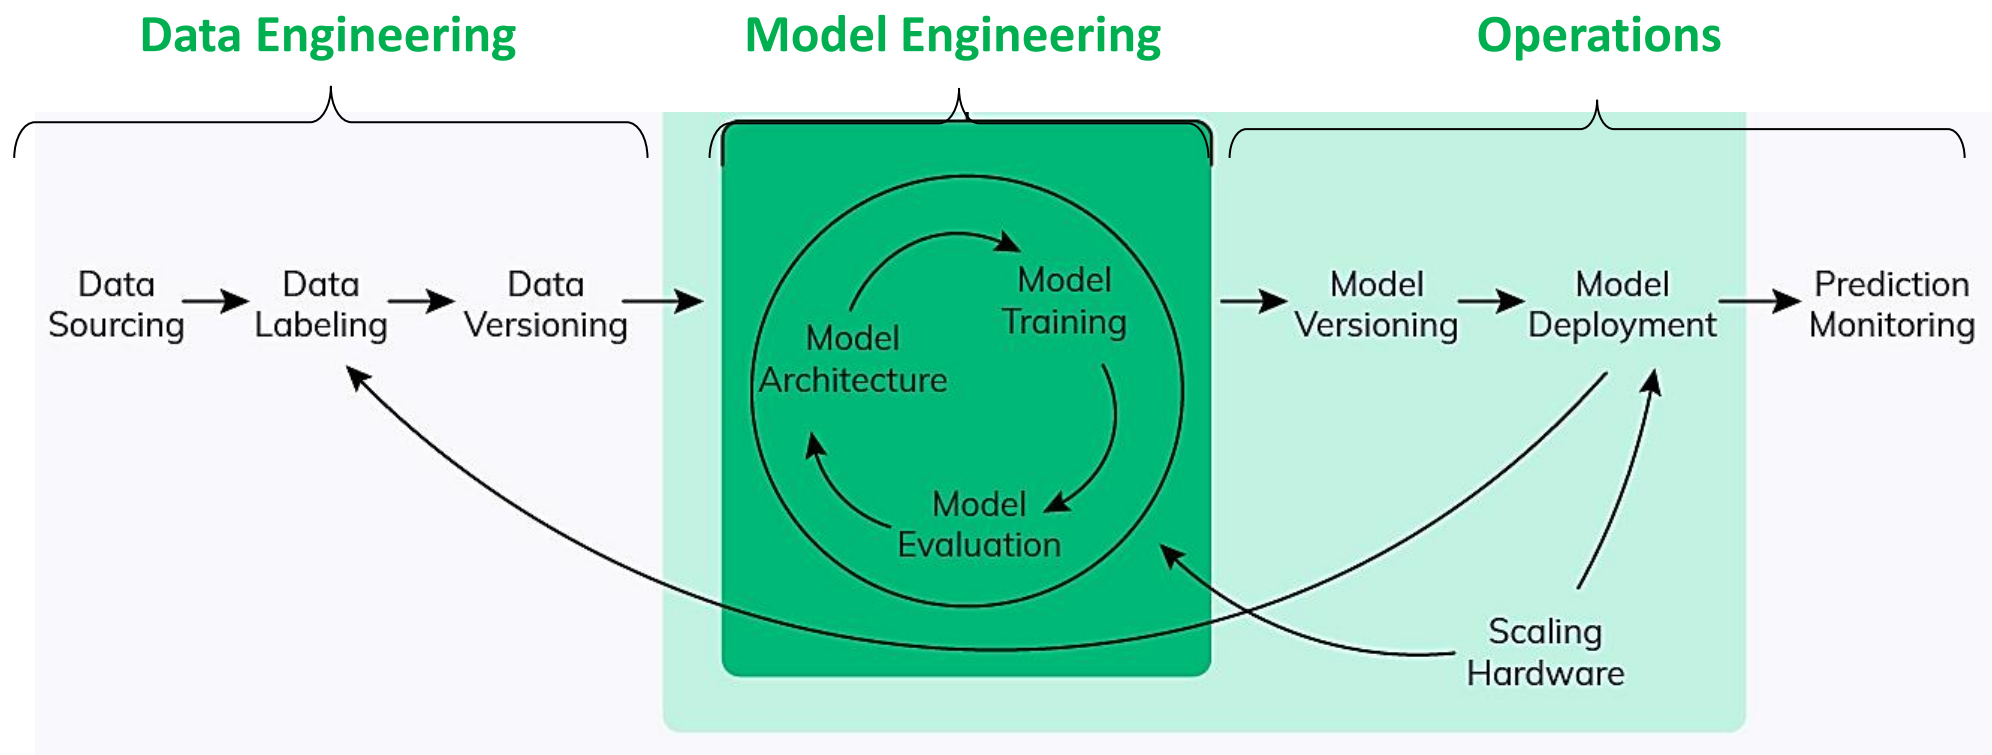 Data Engineering
Model Engineering
Operations
Data
Sourcing
Data
Labeling
Data
Versioning
Model
Architecture
Model
Training
Model
Evaluation
Model
Versioning
Model
Deployment
Prediction
Monitoring
Scaling
Hardware